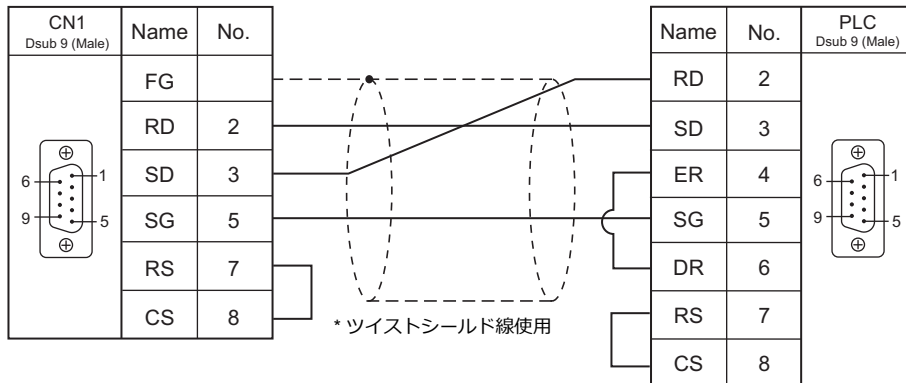 CN1
Dsub 9 (Male)
Name No.
FG
RD 2
SD 3
SG 5
RS 7
CS 8
6 1
9 5
* ツイストシールド線使用
Name No.
PLC
Dsub 9 (Male)
RD 2
SD 3
ER 4
SG 5
DR 6
RS 7
CS 8
6 1
9 5